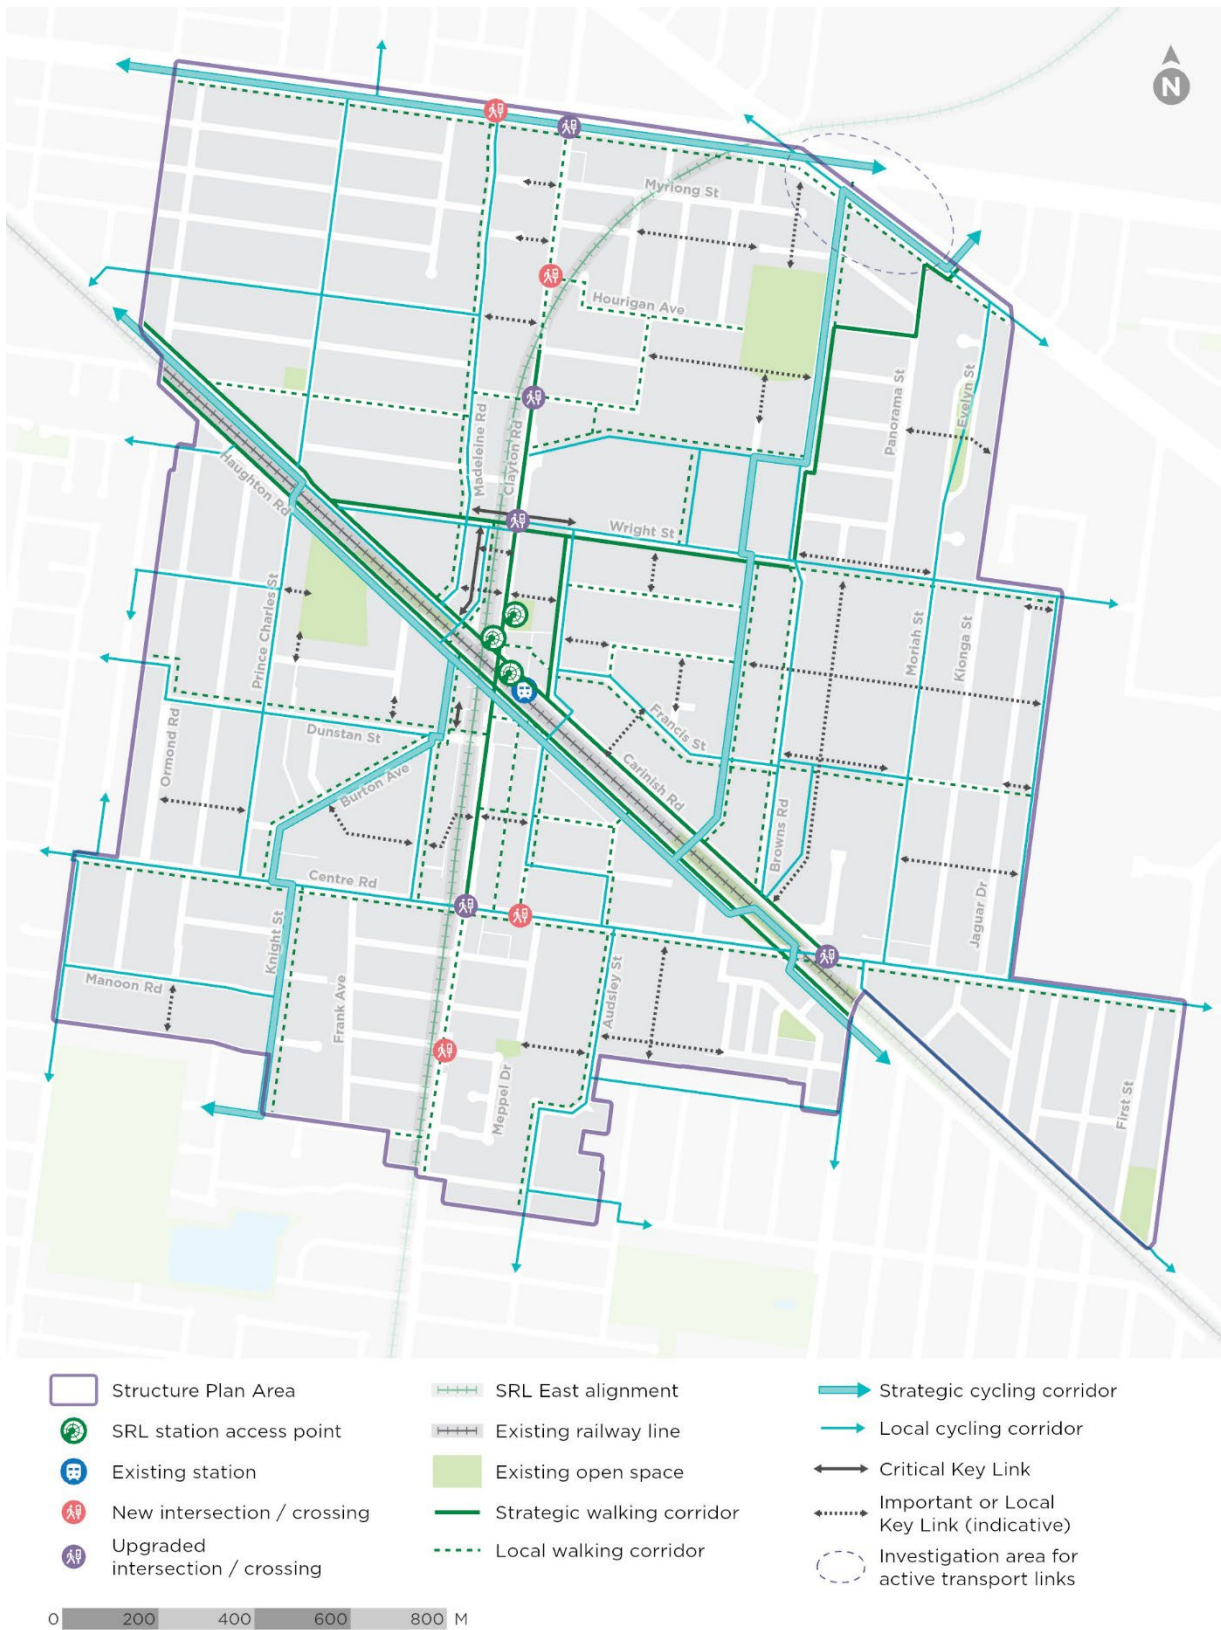 N
Myriong St
Hourigan Ave
Evelyn St
Panorama St
Madeleine Rd
Clayton Rd
Haughton Rd
Wright St
Prince Charles St
Moriah St
Kionga St
Ormond Rd
Dunstan St
Francis St
Carinish Rd
Burton Ave
Browns Rd
Centre Rd
Jaguar Dr
Knight St
Manoon Rd
Frank Ave
Audsley St
Meppel Dr
First St
Structure Plan Area
SRL station access point
Existing station
New intersection / crossing
Upgraded
intersection / crossing
SRL East alignment
Existing railway line
Existing open space
Strategic walking corridor
Local walking corridor
Strategic cycling corridor
Local cycling corridor
Critical Key Link
Important or Local
Key Link (indicative)
Investigation area for
active transport links
0 200 400 600 800 M